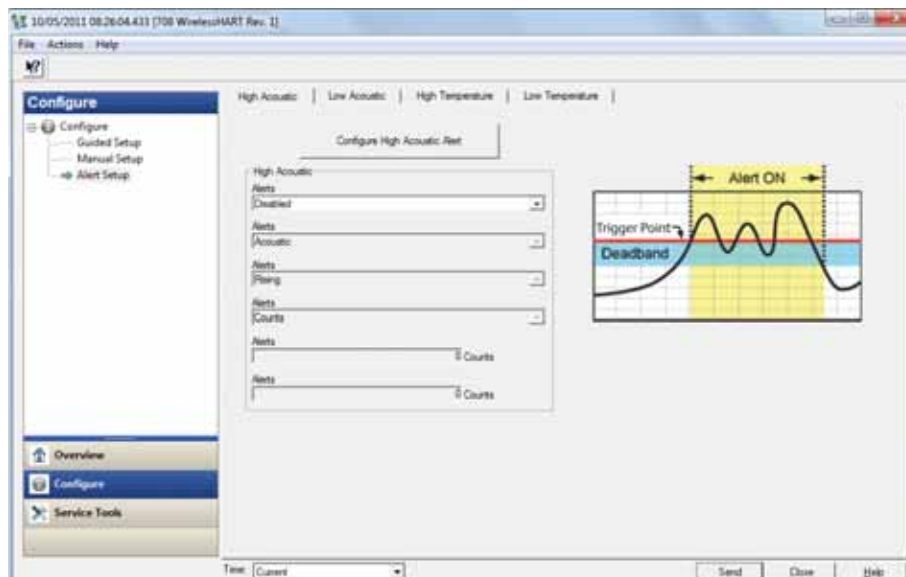 10/05/2011 08:26:04.433 [708 WirelessHART Rev. 1]
File Actions Help
Configure
Configure
Guided Setup
Manual Setup
Alert Setup
Overview
Configure
Service Tools
High Acoustic | Low Acoustic | High Temperature | Low Temperature |
Configure High Acoustic Alert
High Acoustic
Alerts
Disabled
Alerts
Acoustic
Alerts
Rising
Alerts
Counts
Alerts
0 Counts
Alerts
0 Counts
Alert ON
Trigger Point
Deadband
Time: Current
Send Close Help